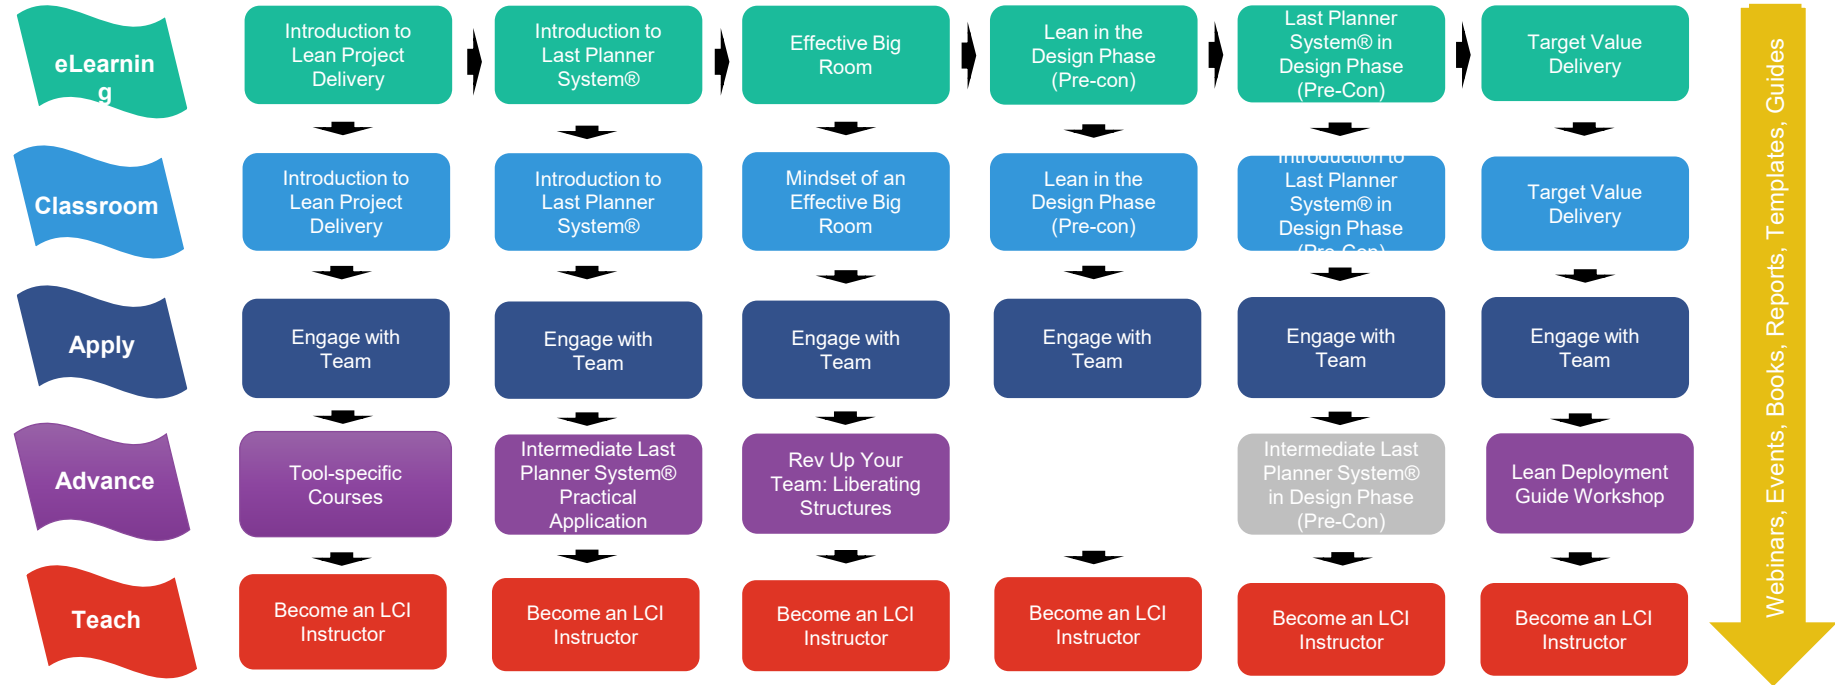 eLearnin
g
Introduction to
Lean Project
Delivery
Introduction to
Last Planner
System®
Effective Big
Room
Lean in the
Design Phase
(Pre-con)
Last Planner
System® in
Design Phase
(Pre-Con)
Target Value
Delivery
Classroom
Introduction to
Lean Project
Delivery
Introduction to
Last Planner
System®
Mindset of an
Effective Big
Room
Lean in the
Design Phase
(Pre-con)
Introduction to
Last Planner
System® in
Design Phase
(Pre-Con)
Target Value
Delivery
Apply
Engage with
Team
Engage with
Team
Engage with
Team
Engage with
Team
Engage with
Team
Engage with
Team
Advance
Tool-specific
Courses
Intermediate Last
Planner System®
Practical
Application
Rev Up Your
Team: Liberating
Structures
Intermediate Last
Planner System®
in Design Phase
(Pre-Con)
Lean Deployment
Guide Workshop
Teach
Become an LCI
Instructor
Become an LCI
Instructor
Become an LCI
Instructor
Become an LCI
Instructor
Become an LCI
Instructor
Become an LCI
Instructor
Webinars, Events, Books, Reports, Templates, Guides